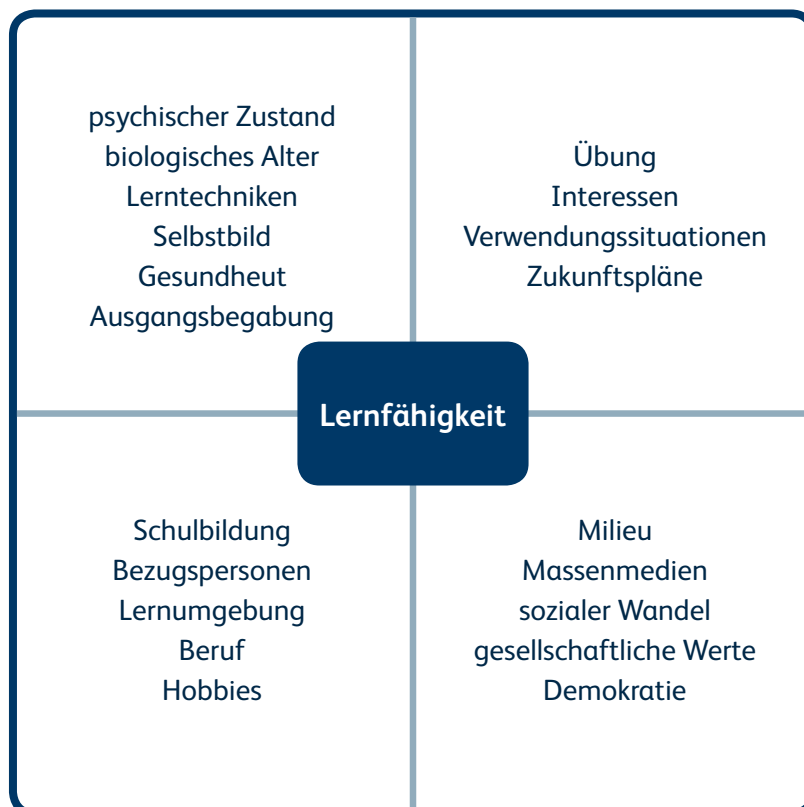 psychischer Zustand
biologisches Alter
Lerntechniken
Selbstbild
Gesundheut
Ausgangsbegabung
Übung
Interessen
Verwendungssituationen
Zukunftspläne
Lernfähigkeit
Schulbildung
Bezugspersonen
Lernumgebung
Beruf
Hobbies
Milieu
Massenmedien
sozialer Wandel
gesellschaftliche Werte
Demokratie